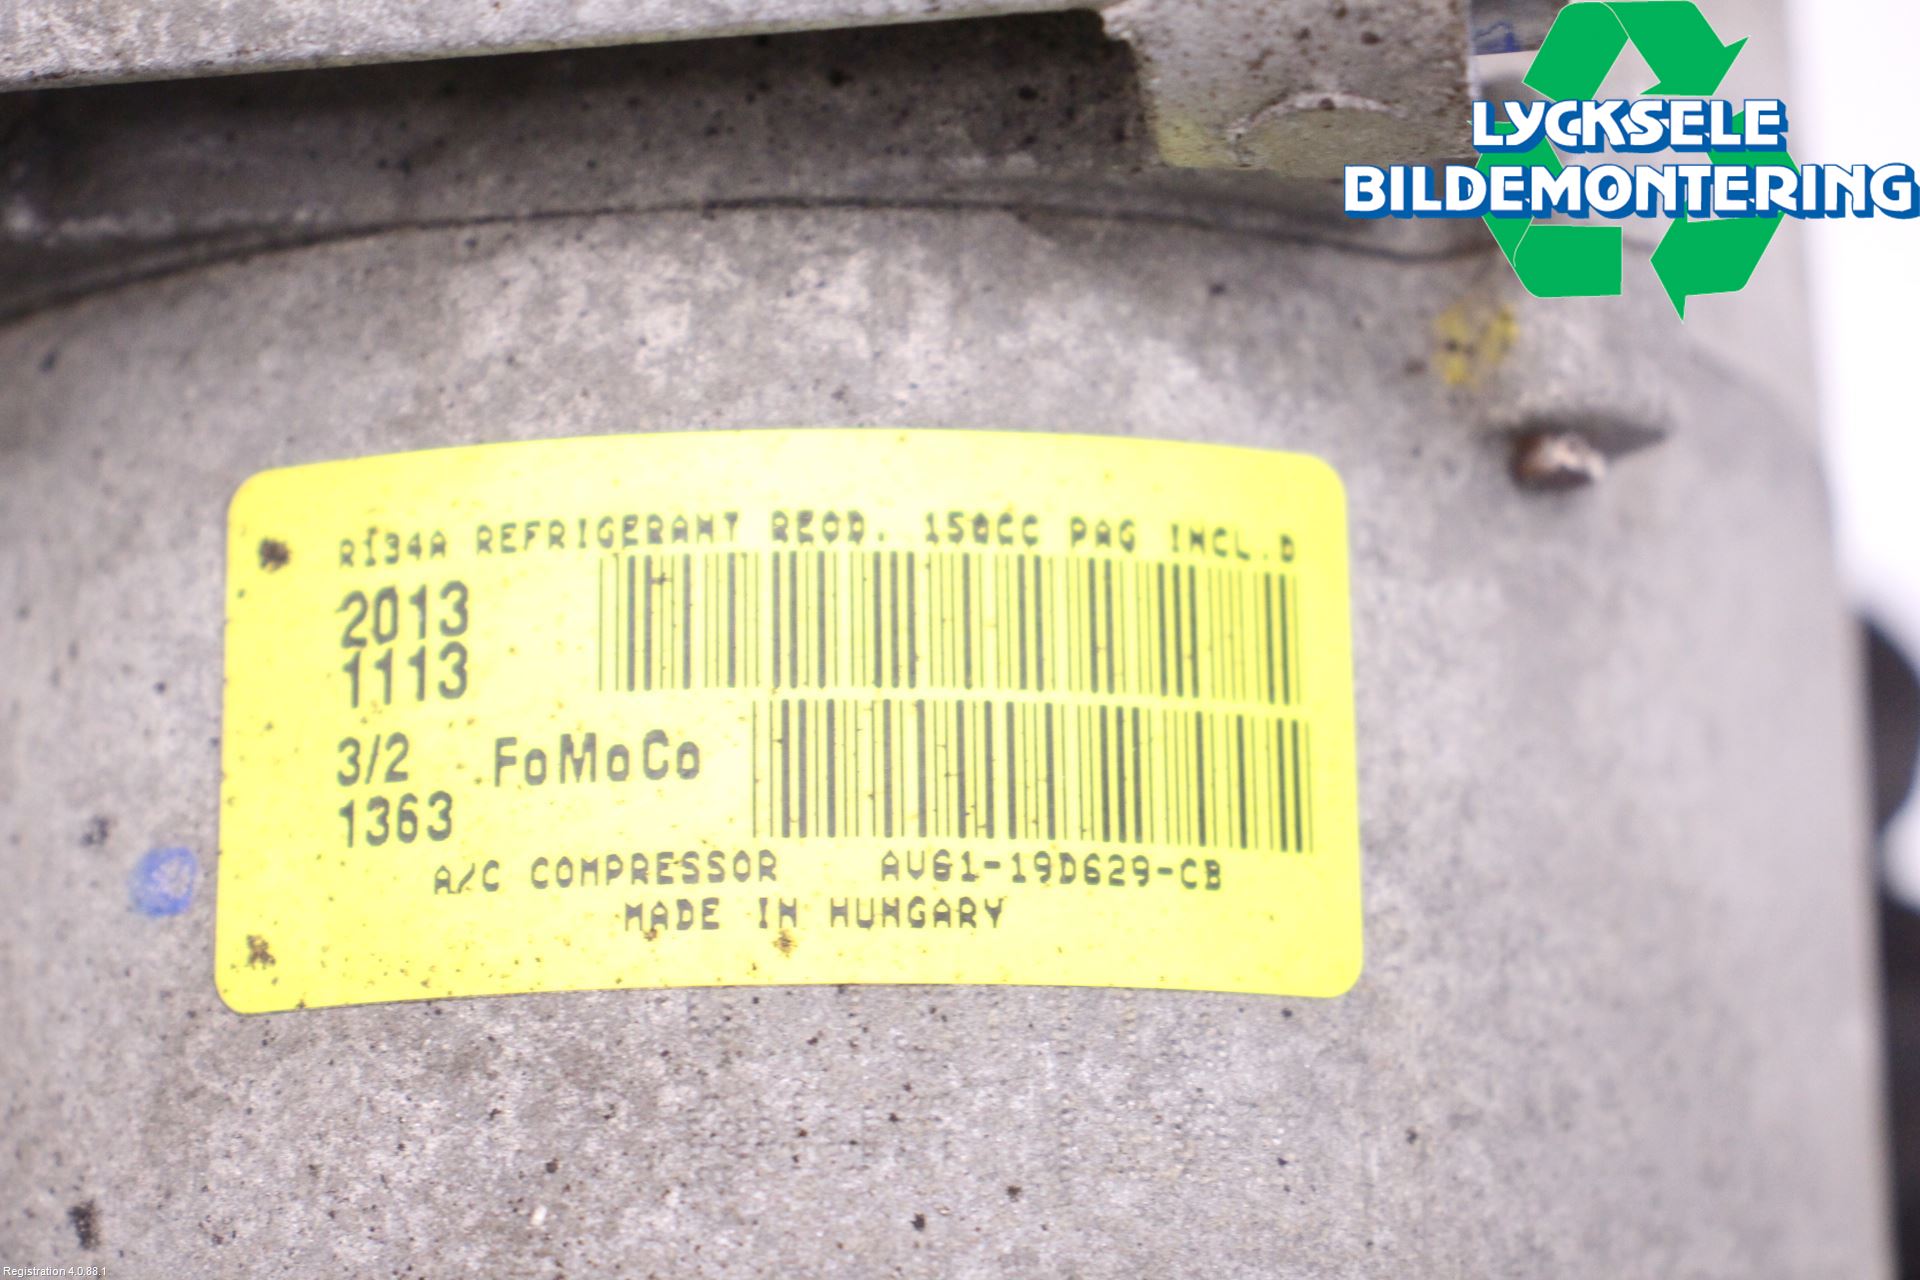 LYCKSELE
BILDEMONTERING
R134A REFRIGERANT REQD. 150CC PAG INCL.D
2013
1113
3/2 FoMoCo
1363
A/C COMPRESSOR AV61-19D629-CB
MADE IN HUNGARY
Registration 4.0.88.1